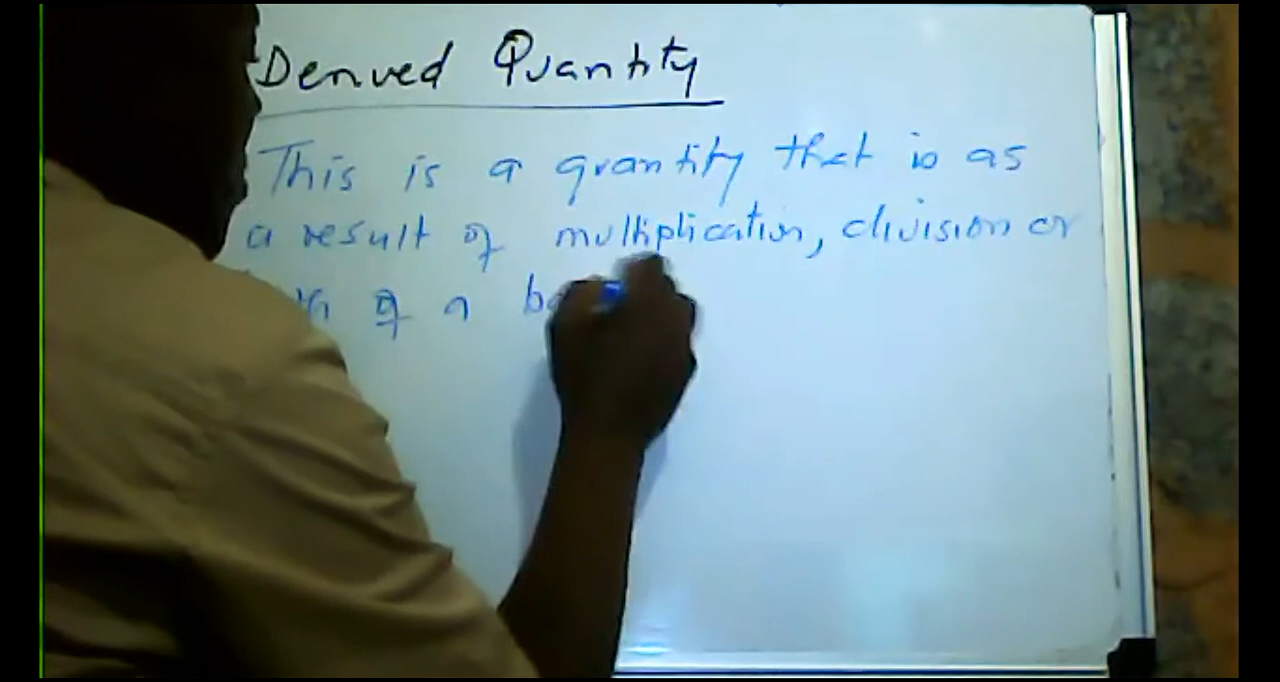 Derived Quantity
This is a quantity that is as
a result of multiplication, division or
of a